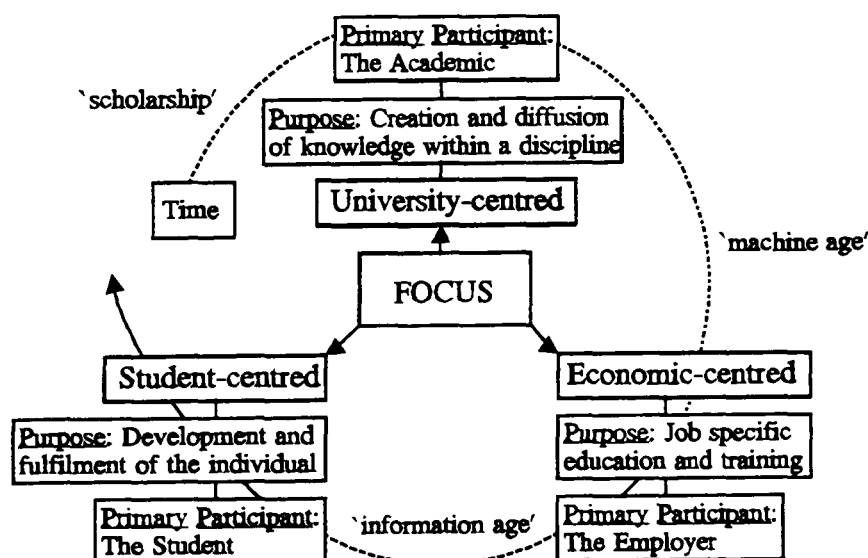 Primary Participant:
The Academic
`scholarship'
Purpose: Creation and diffusion
of knowledge within a discipline
Time
University-centred
`machine age'
FOCUS
Student-centred
Economic-centred
Purpose: Development and
fulfilment of the individual
Purpose: Job specific
education and training
Primary Participant:
The Student
`information age'
Primary Participant:
The Employer